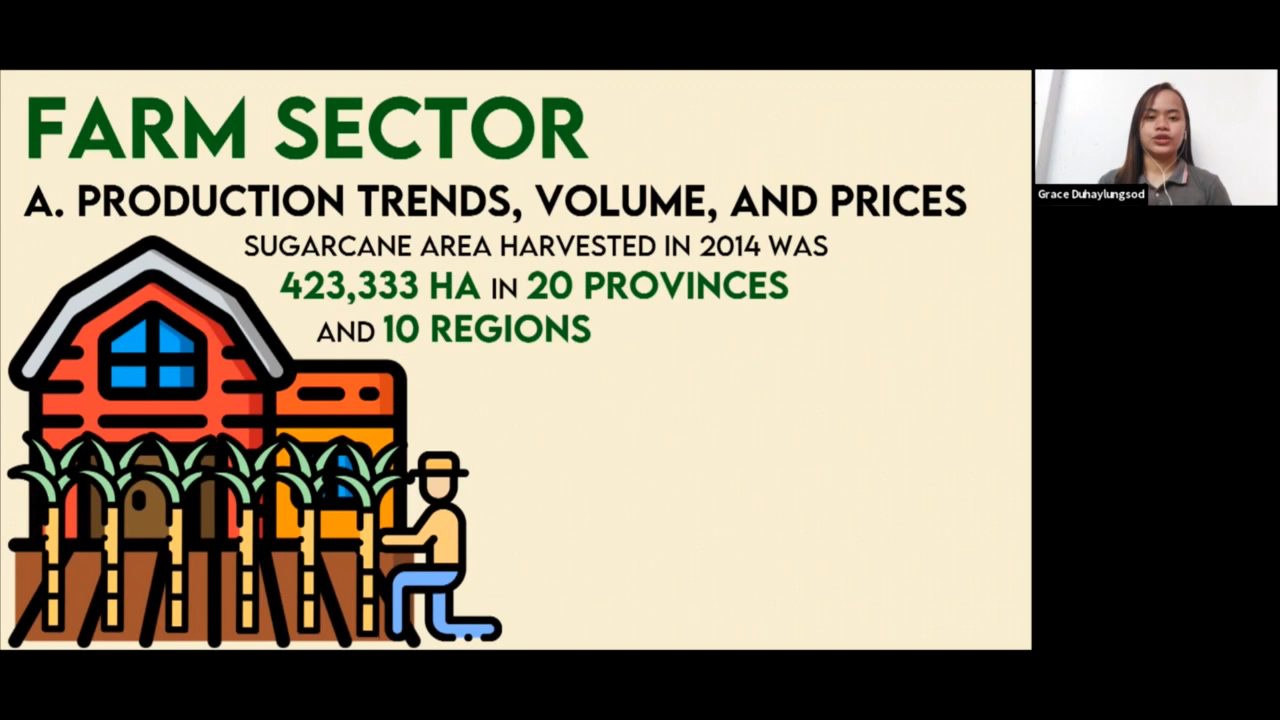 FARM SECTOR
A. PRODUCTION TRENDS, VOLUME, AND PRICES
SUGARCANE AREA HARVESTED IN 2014 WAS
423,333 HA IN 20 PROVINCES
AND 10 REGIONS
Grace Duhaylungsod